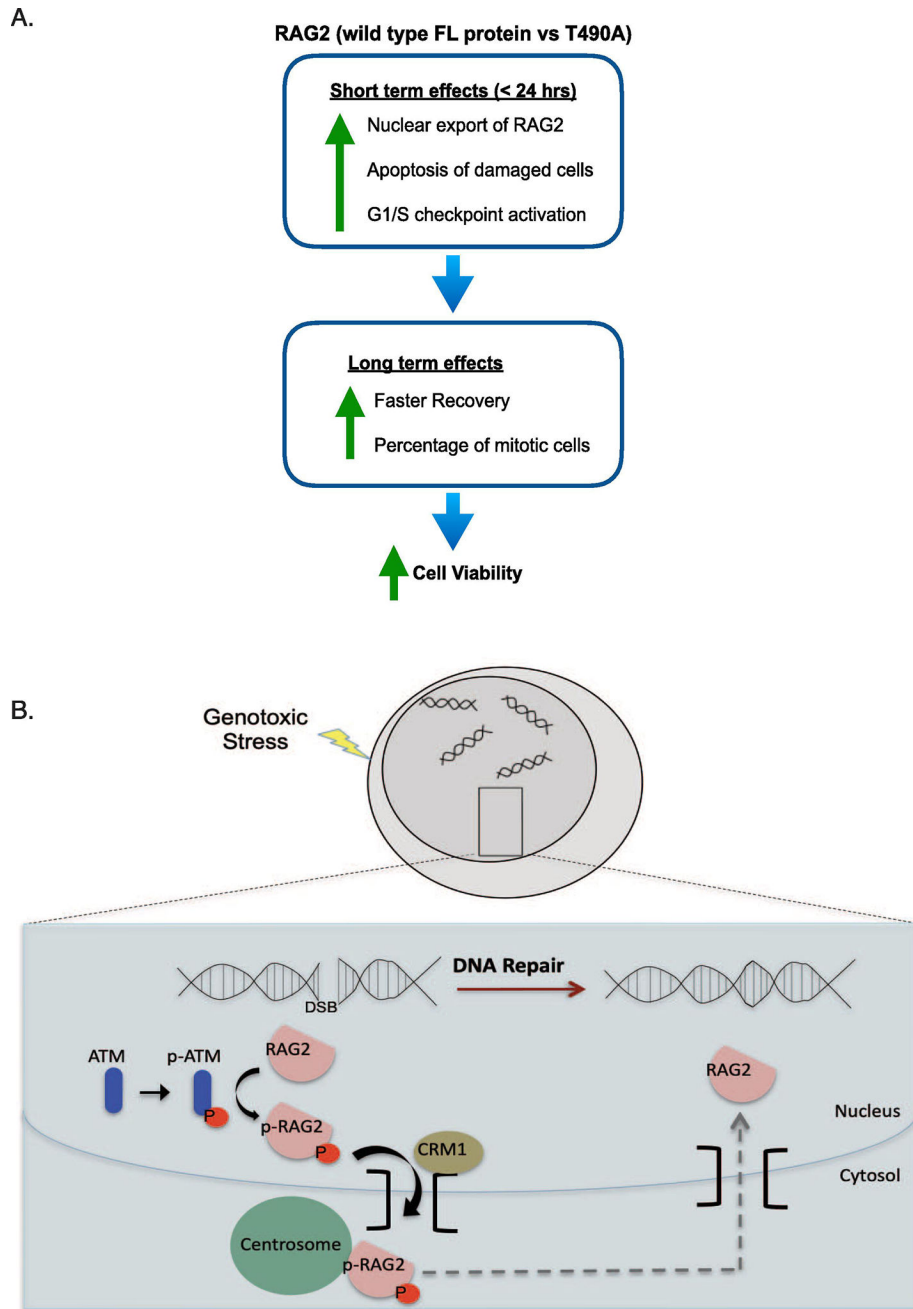 A.
RAG2 (wild type FL protein vs T490A)
Short term effects (< 24 hrs)
Nuclear export of RAG2
Apoptosis of damaged cells
G1/S checkpoint activation
Long term effects
Faster Recovery
Percentage of mitotic cells
Cell Viability
B.
Genotoxic
Stress
DNA Repair
DSB
ATM
p-ATM
P
RAG2
p-RAG2
P
CRM1
RAG2
Nucleus
Cytosol
Centrosome
p-RAG2
P